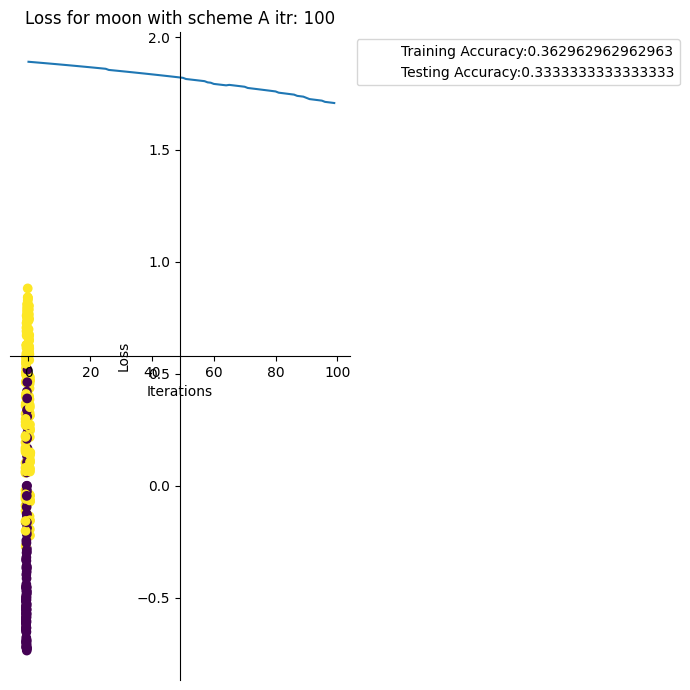 Loss for moon with scheme A itr: 100
Training Accuracy:0.362962962962963
Testing Accuracy:0.3333333333333333
2.0
1.5
1.0
Loss
0 20 40 60 80 100
0.5
Iterations
0.0
−0.5